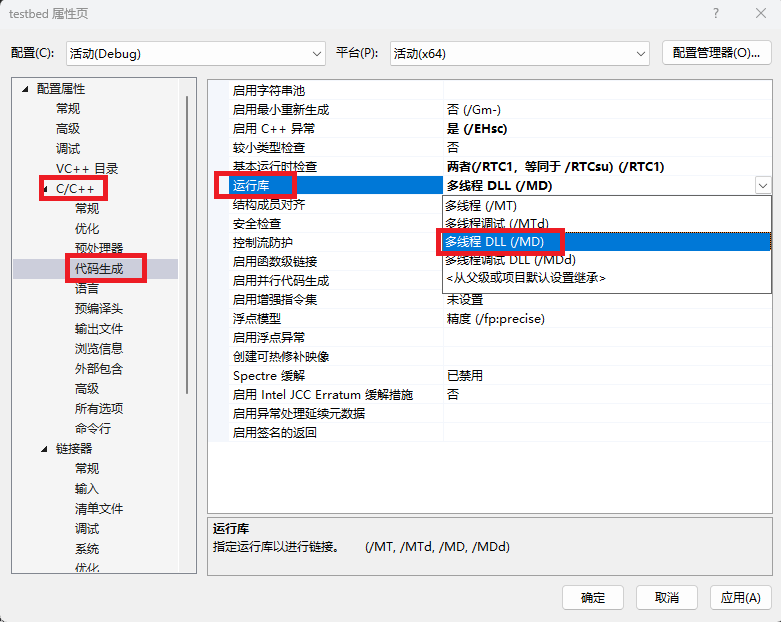 testbed 属性页
配置(C): 活动(Debug) 平台(P): 活动(x64) 配置管理器(O)...
配置属性
常规
高级
调试
VC++ 目录
C/C++
常规
优化
预处理器
代码生成
语言
预编译头
输出文件
浏览信息
外部包含
高级
所有选项
命令行
链接器
常规
输入
清单文件
调试
系统
优化
启用字符串池
启用最小重新生成 否 (/Gm-)
启用 C++ 异常 是 (/EHsc)
较小类型检查 否
基本运行时检查 两者(/RTC1，等同于 /RTCsu) (/RTC1)
运行库 多线程 DLL (/MD)
结构成员对齐
安全检查
控制流防护
启用函数级链接
启用并行代码生成
启用增强指令集 未设置
浮点模型 精度 (/fp:precise)
启用浮点异常
创建可热修补映像
Spectre 缓解 已禁用
启用 Intel JCC Erratum 缓解措施 否
启用异常处理延续元数据
启用签名的返回
多线程 (/MT)
多线程调试 (/MTd)
多线程 DLL (/MD)
多线程调试 DLL (/MDd)
<从父级或项目默认设置继承>
运行库
指定运行库以进行链接。 (/MT, /MTd, /MD, /MDd)
确定 取消 应用(A)